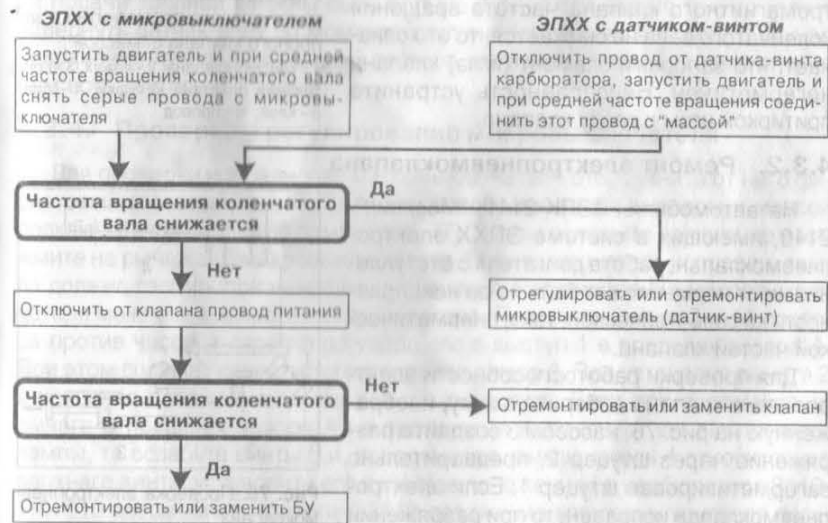 ЭПХХ с микровыключателем
ЭПХХ с датчиком-винтом
Запустить двигатель и при средней
частоте вращения коленчатого вала
снять серые провода с микровы-
ключателя
Отключить провод от датчика-винта
карбюратора, запустить двигатель и
при средней частоте вращения соеди-
нить этот провод с "массой"
Частота вращения коленчатого
вала снижается
Да
Нет
Отключить от клапана провод питания
Отрегулировать или отремонтировать
микровыключатель (датчик-винт)
Частота вращения коленчатого
вала снижается
Нет
Отремонтировать или заменить клапан
Да
Отремонтировать или заменить БУ